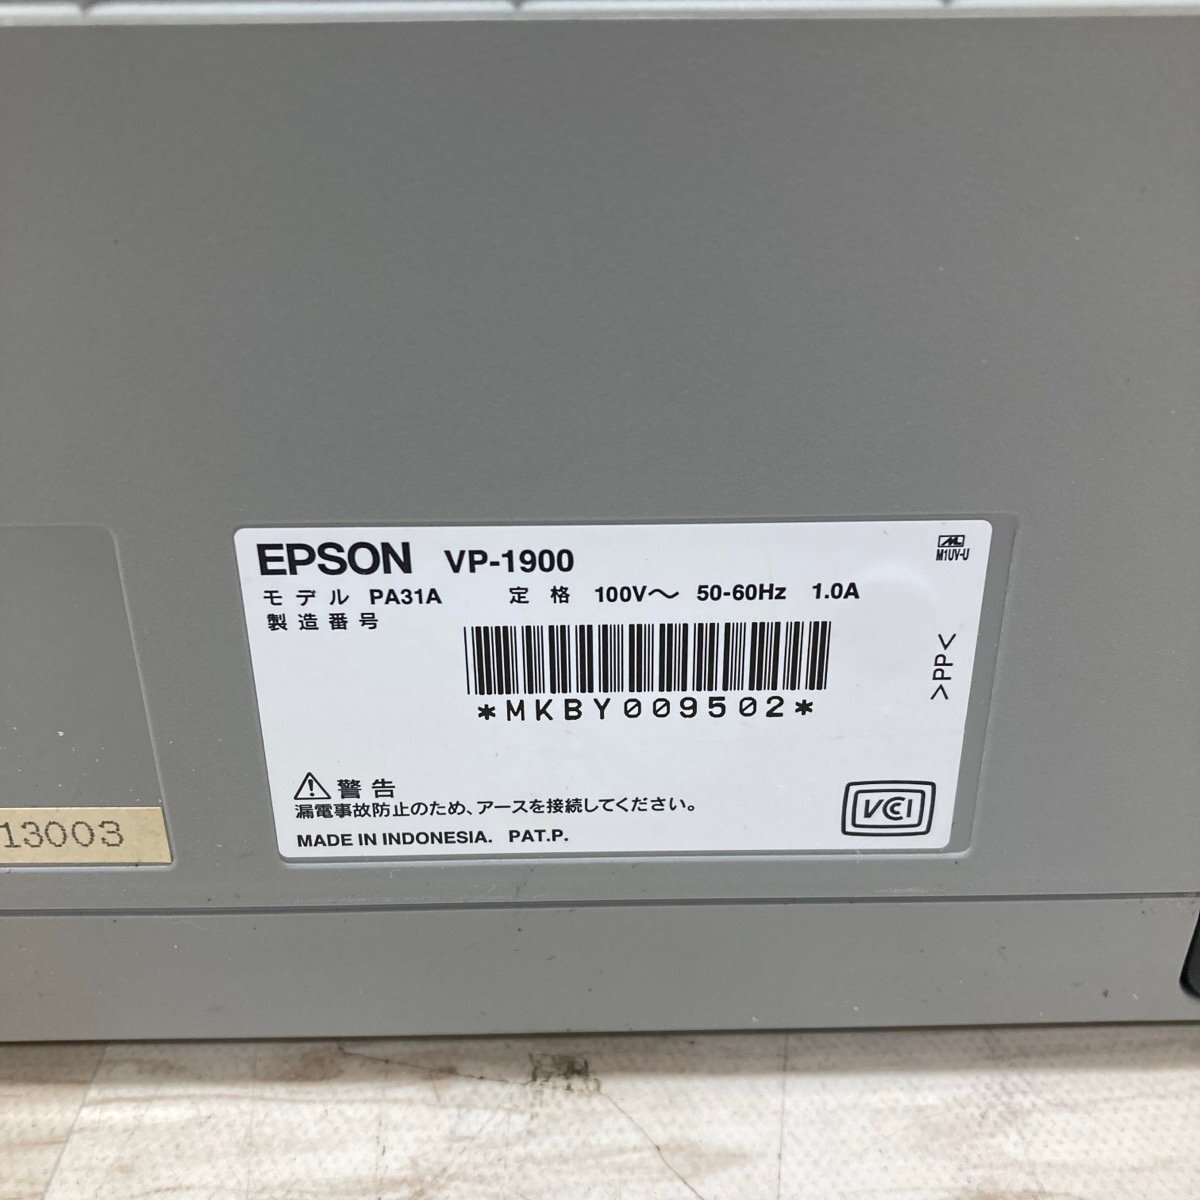 EPSON VP-1900
モデル PA31A 定格 100V～ 50-60Hz 1.0A
製造番号
*MKBY009502*
M1UV-U
>PP<
警告
漏電事故防止のため、アースを接続してください。
MADE IN INDONESIA. PAT.P.
VCI
13003